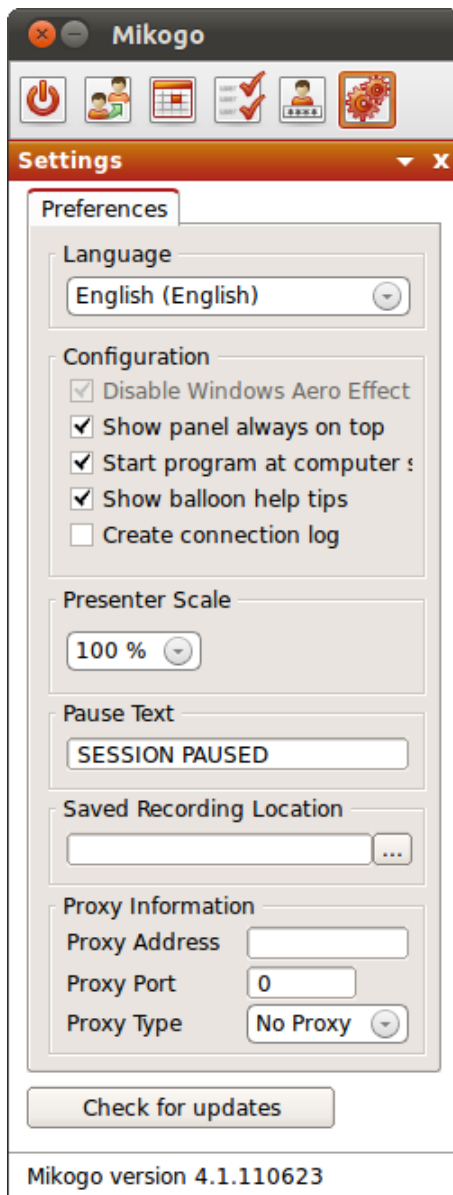 Mikogo
Settings
Preferences
Language
English (English)
Configuration
Disable Windows Aero Effect
Show panel always on top
Start program at computer s
Show balloon help tips
Create connection log
Presenter Scale
100 %
Pause Text
SESSION PAUSED
Saved Recording Location
...
Proxy Information
Proxy Address
Proxy Port 0
Proxy Type No Proxy
Check for updates
Mikogo version 4.1.110623